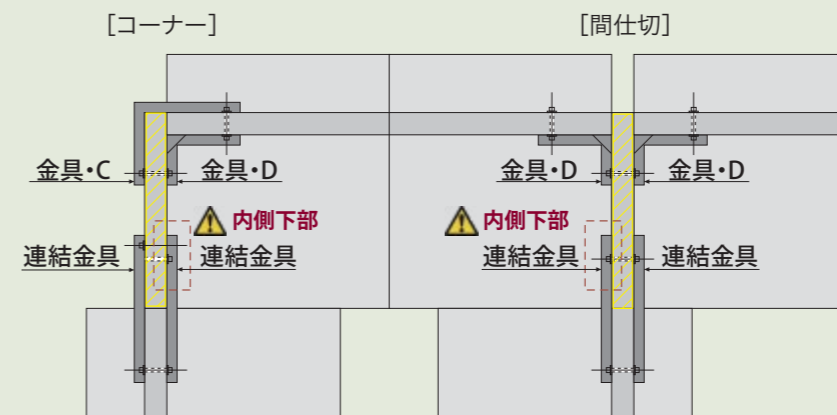 [コーナー]
[間仕切]
金具・C
金具・D
金具・D
金具・D
内側下部
内側下部
連結金具
連結金具
連結金具
連結金具